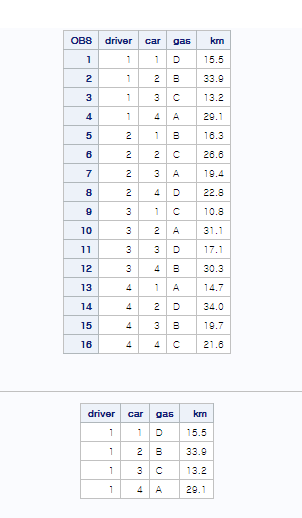 OBS driver car gas km
1 1 1 D 15.5
2 1 2 B 33.9
3 1 3 C 13.2
4 1 4 A 29.1
5 2 1 B 16.3
6 2 2 C 26.6
7 2 3 A 19.4
8 2 4 D 22.8
9 3 1 C 10.8
10 3 2 A 31.1
11 3 3 D 17.1
12 3 4 B 30.3
13 4 1 A 14.7
14 4 2 D 34.0
15 4 3 B 19.7
16 4 4 C 21.6
driver car gas km
1 1 D 15.5
1 2 B 33.9
1 3 C 13.2
1 4 A 29.1